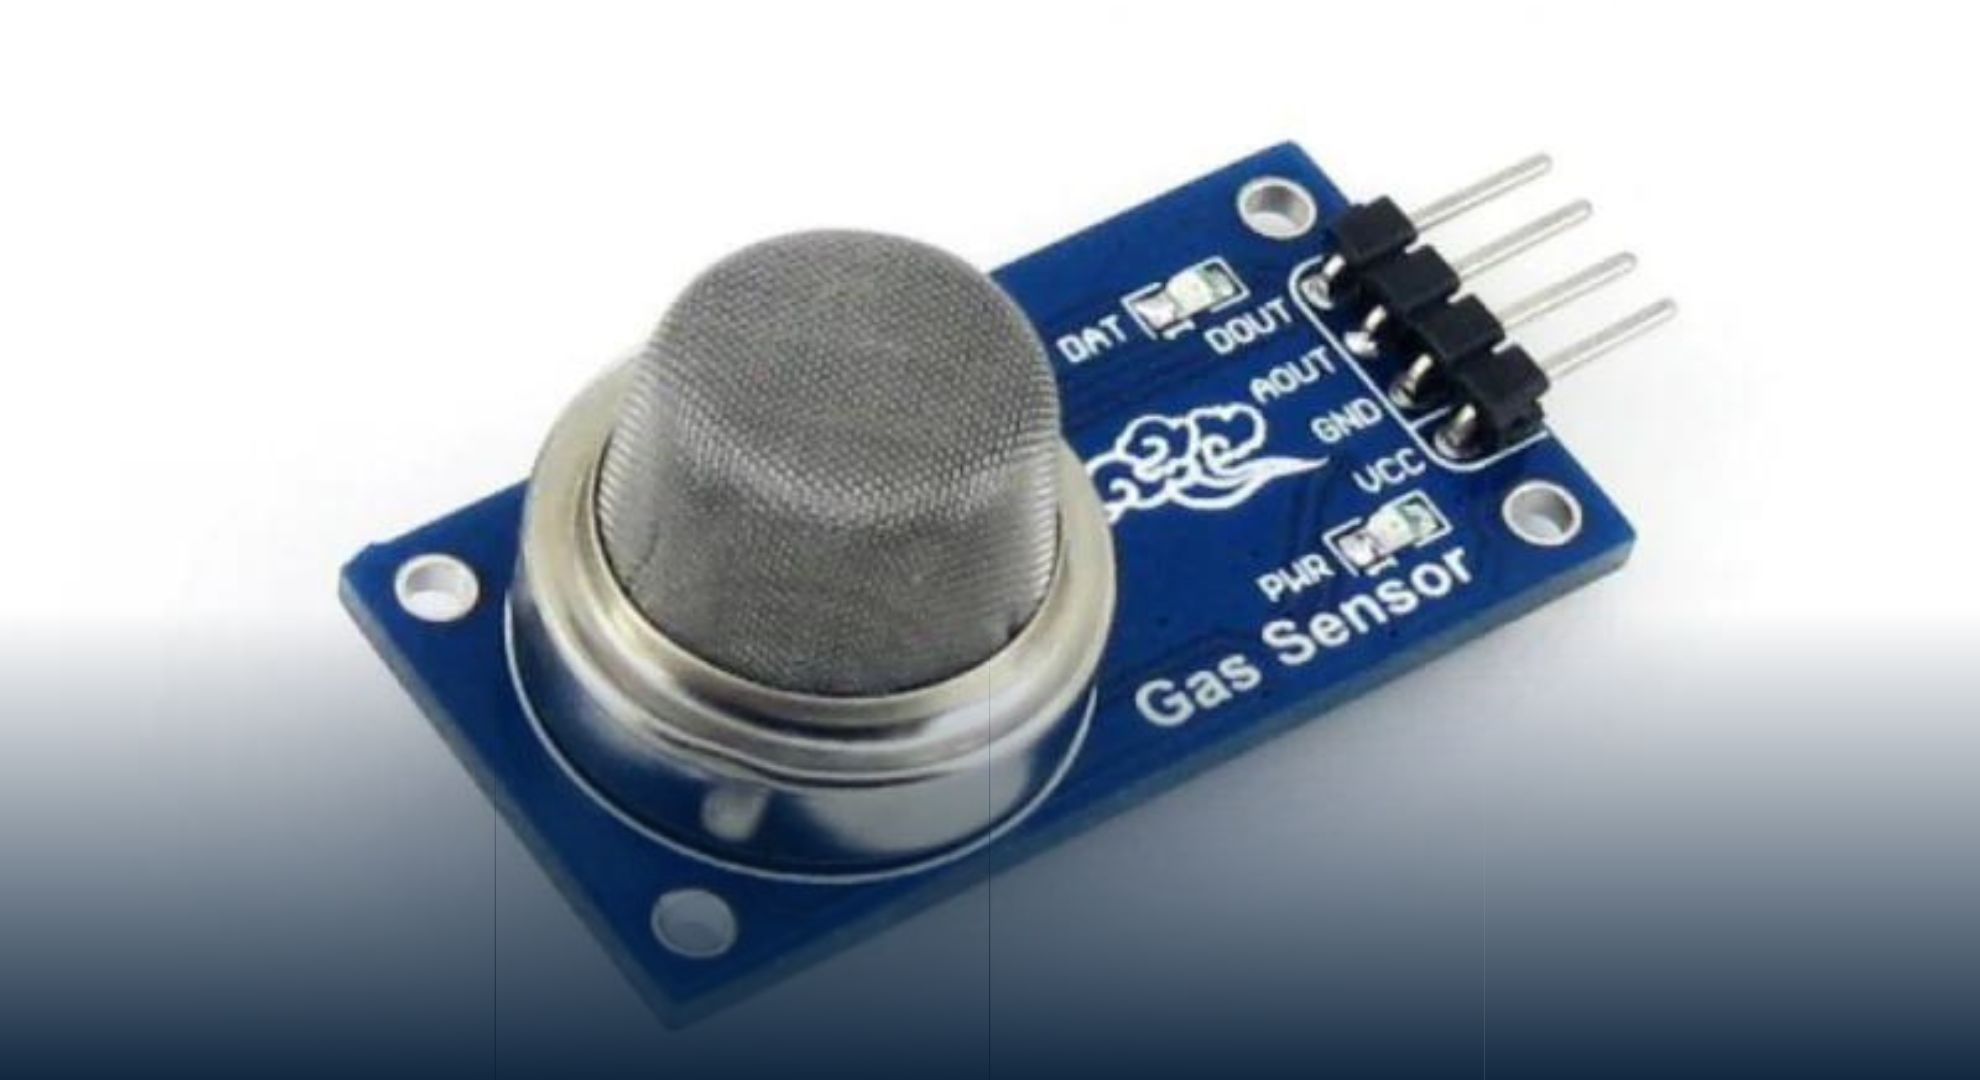 DAT
DOUT
AOUT
GND
VCC
PWR
Gas Sensor